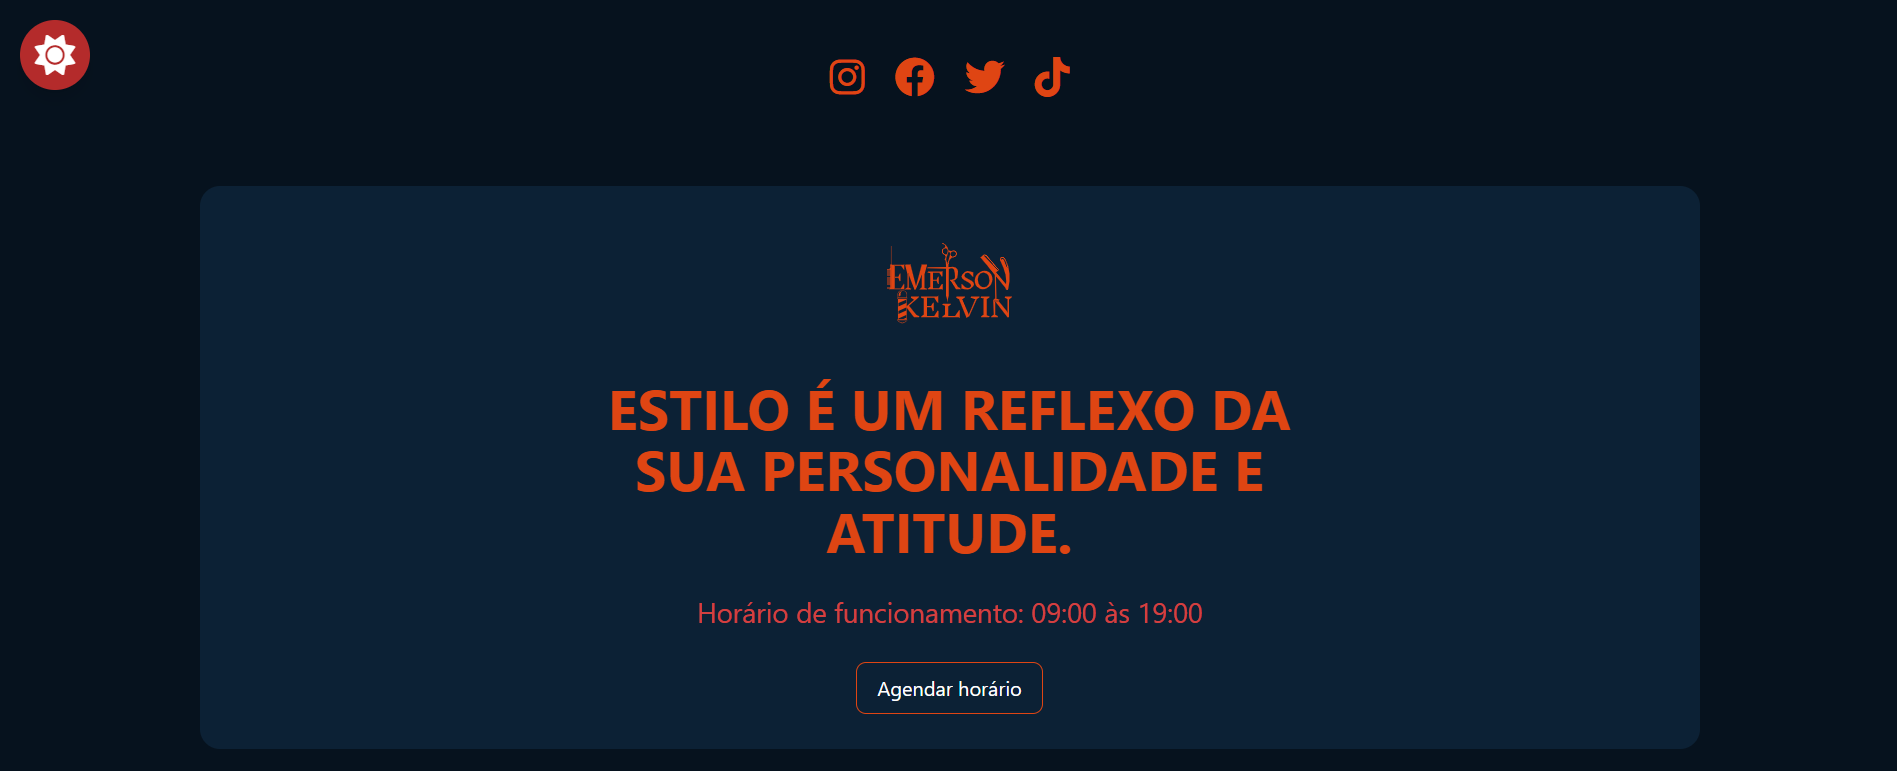 EMERSON
KELVIN
ESTILO É UM REFLEXO DA
SUA PERSONALIDADE E
ATITUDE.
Horário de funcionamento: 09:00 às 19:00
Agendar horário